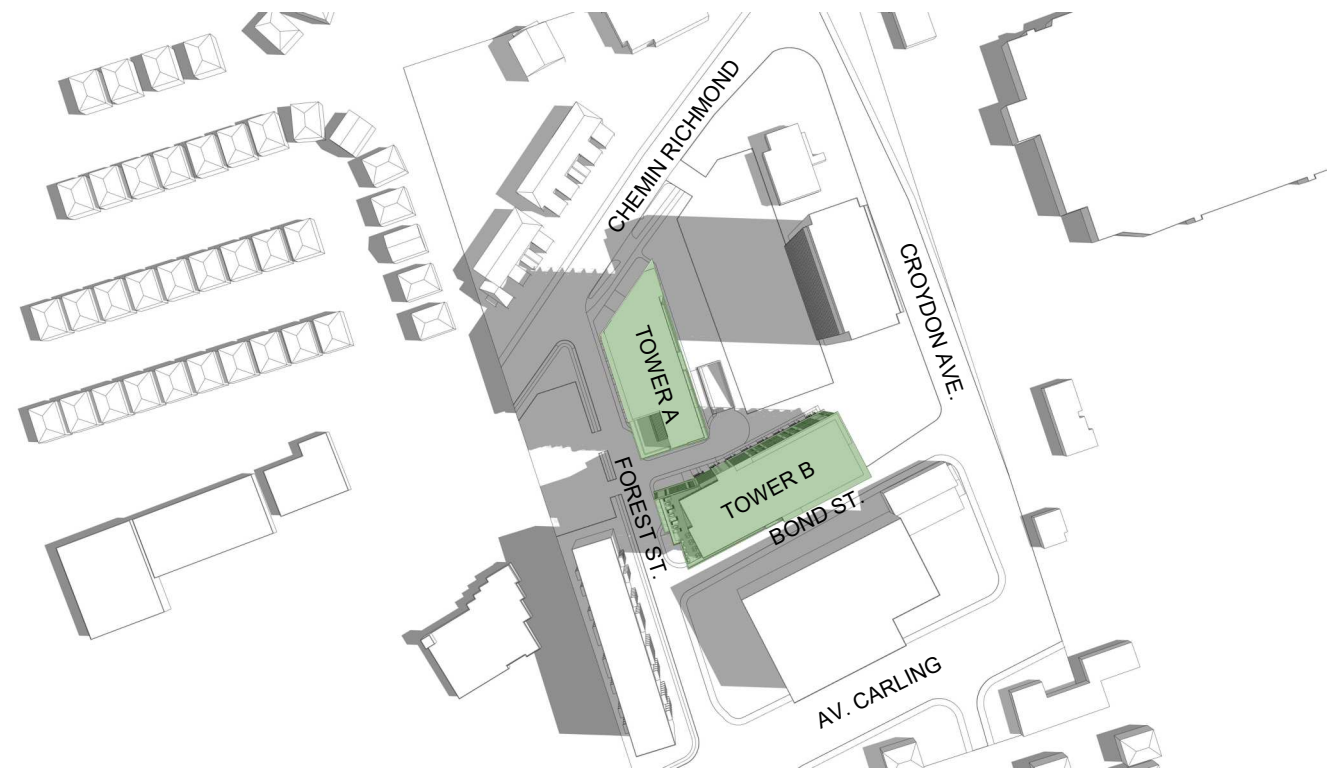 CHEMIN RICHMOND
CROYDON AVE.
TOWER A
TOWER B
FOREST ST.
BOND ST.
AV. CARLING